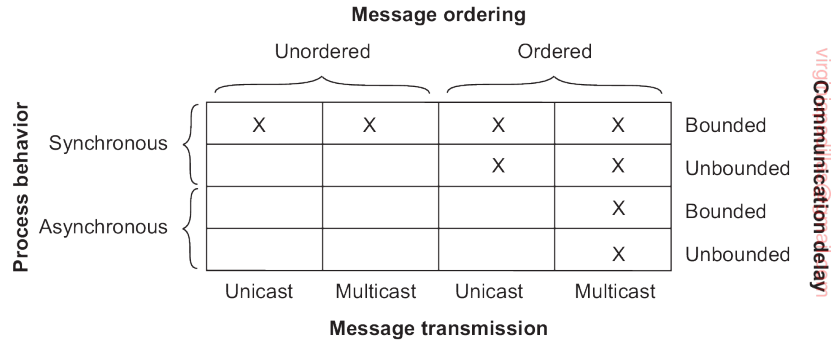 Message ordering
Unordered Ordered
Process behavior
Communication delay
Synchronous
Asynchronous
X X X X Bounded
X X Unbounded
X Bounded
X Unbounded
Unicast Multicast Unicast Multicast
Message transmission